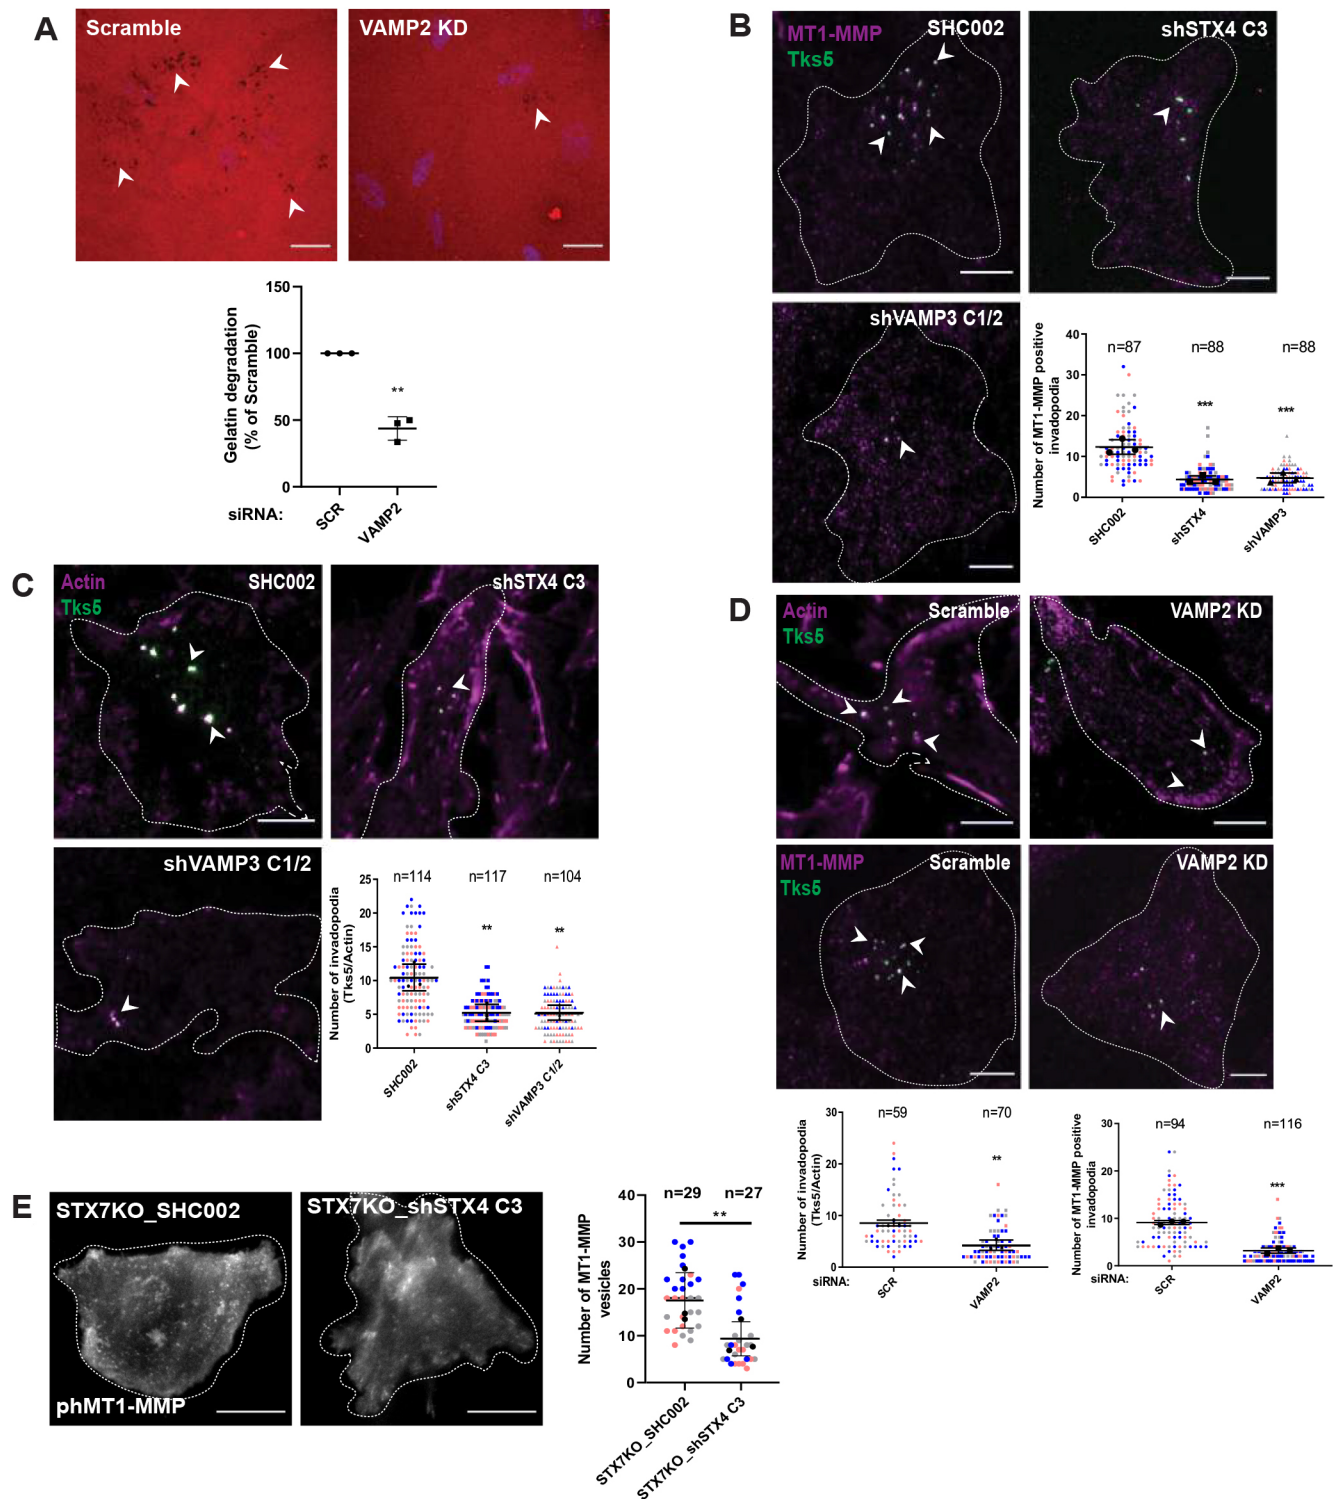 A
Scramble
VAMP2 KD
150
100
50
0
Gelatin degradation
(% of Scramble)
**
siRNA:
SCR
VAMP2
B
MT1-MMP
Tks5
SHC002
shSTX4 C3
shVAMP3 C1/2
40
30
20
10
0
Number of MT1-MMP positive
invadopodia
n=87
n=88
n=88
***
***
SHC002
shSTX4
shVAMP3
C
Actin
Tks5
SHC002
shSTX4 C3
shVAMP3 C1/2
25
20
15
10
5
0
Number of invadopodia
(Tks5/Actin)
n=114
n=117
n=104
**
**
SHC002
shSTX4 C3
shVAMP3 C1/2
D
Actin
Tks5
Scramble
VAMP2 KD
MT1-MMP
Tks5
Scramble
VAMP2 KD
30
20
10
0
Number of invadopodia
(Tks5/Actin)
n=59
n=70
**
siRNA:
SCR
VAMP2
30
20
10
0
Number of MT1-MMP positive
invadopodia
n=94
n=116
***
siRNA:
SCR
VAMP2
E
STX7KO_SHC002
phMT1-MMP
STX7KO_shSTX4 C3
40
30
20
10
0
Number of MT1-MMP
vesicles
n=29
n=27
**
STX7KO_SHC002
STX7KO_shSTX4 C3